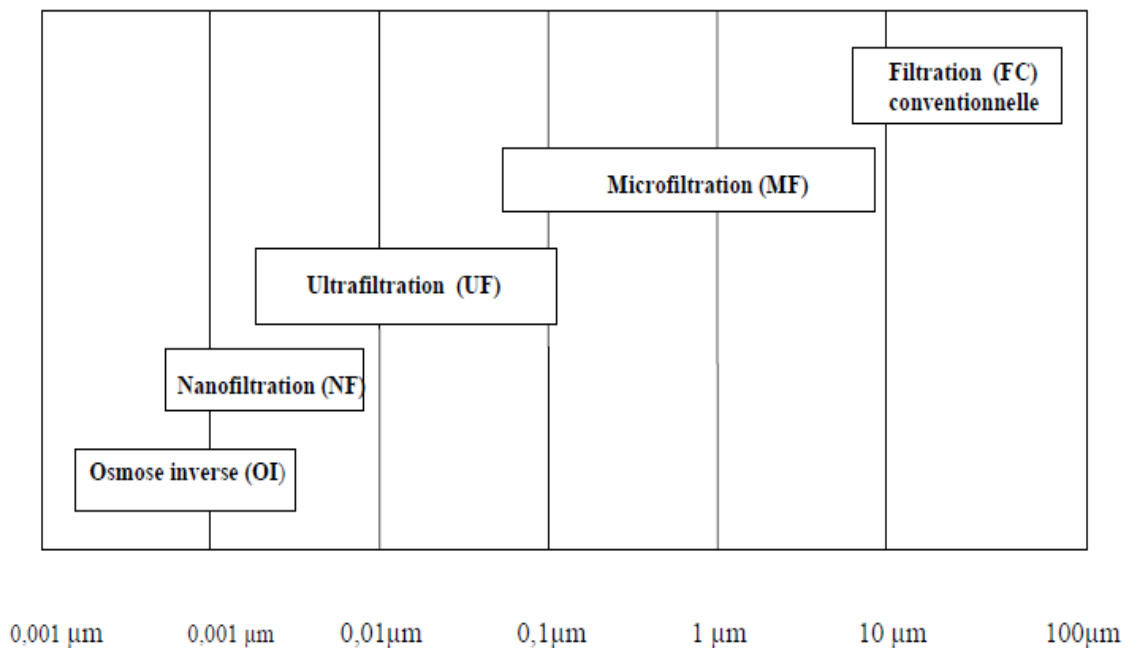 Filtration (FC)
conventionnelle
Microfiltration (MF)
Ultrafiltration (UF)
Nanofiltration (NF)
Osmose inverse (OI)
0,001 µm 0,001 µm 0,01µm 0,1µm 1 µm 10 µm 100µm